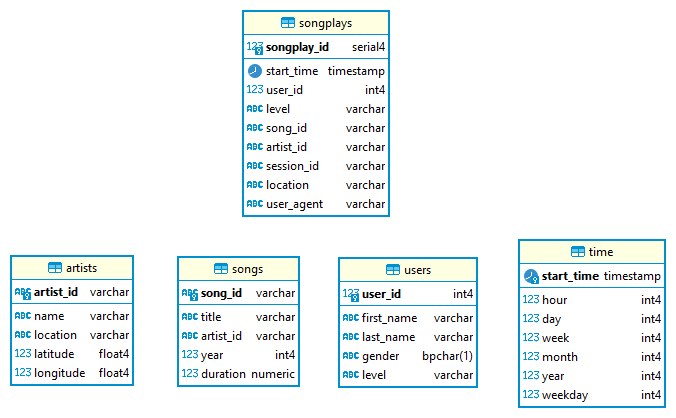 songplays
123 songplay_id serial4
start_time timestamp
123 user_id int4
ABC level varchar
ABC song_id varchar
ABC artist_id varchar
ABC session_id varchar
ABC location varchar
ABC user_agent varchar
artists
ABC artist_id varchar
ABC name varchar
ABC location varchar
123 latitude float4
123 longitude float4
songs
ABC song_id varchar
ABC title varchar
ABC artist_id varchar
123 year int4
123 duration numeric
users
123 user_id int4
ABC first_name varchar
ABC last_name varchar
ABC gender bpchar(1)
ABC level varchar
time
start_time timestamp
123 hour int4
123 day int4
123 week int4
123 month int4
123 year int4
123 weekday int4